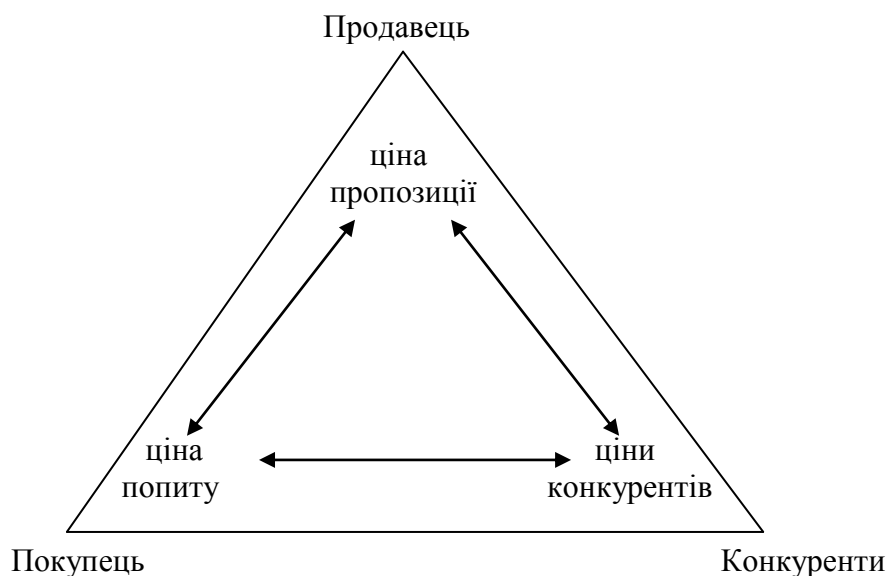 Продавець
ціна
пропозиції
ціна
попиту
ціни
конкурентів
Покупець
Конкуренти